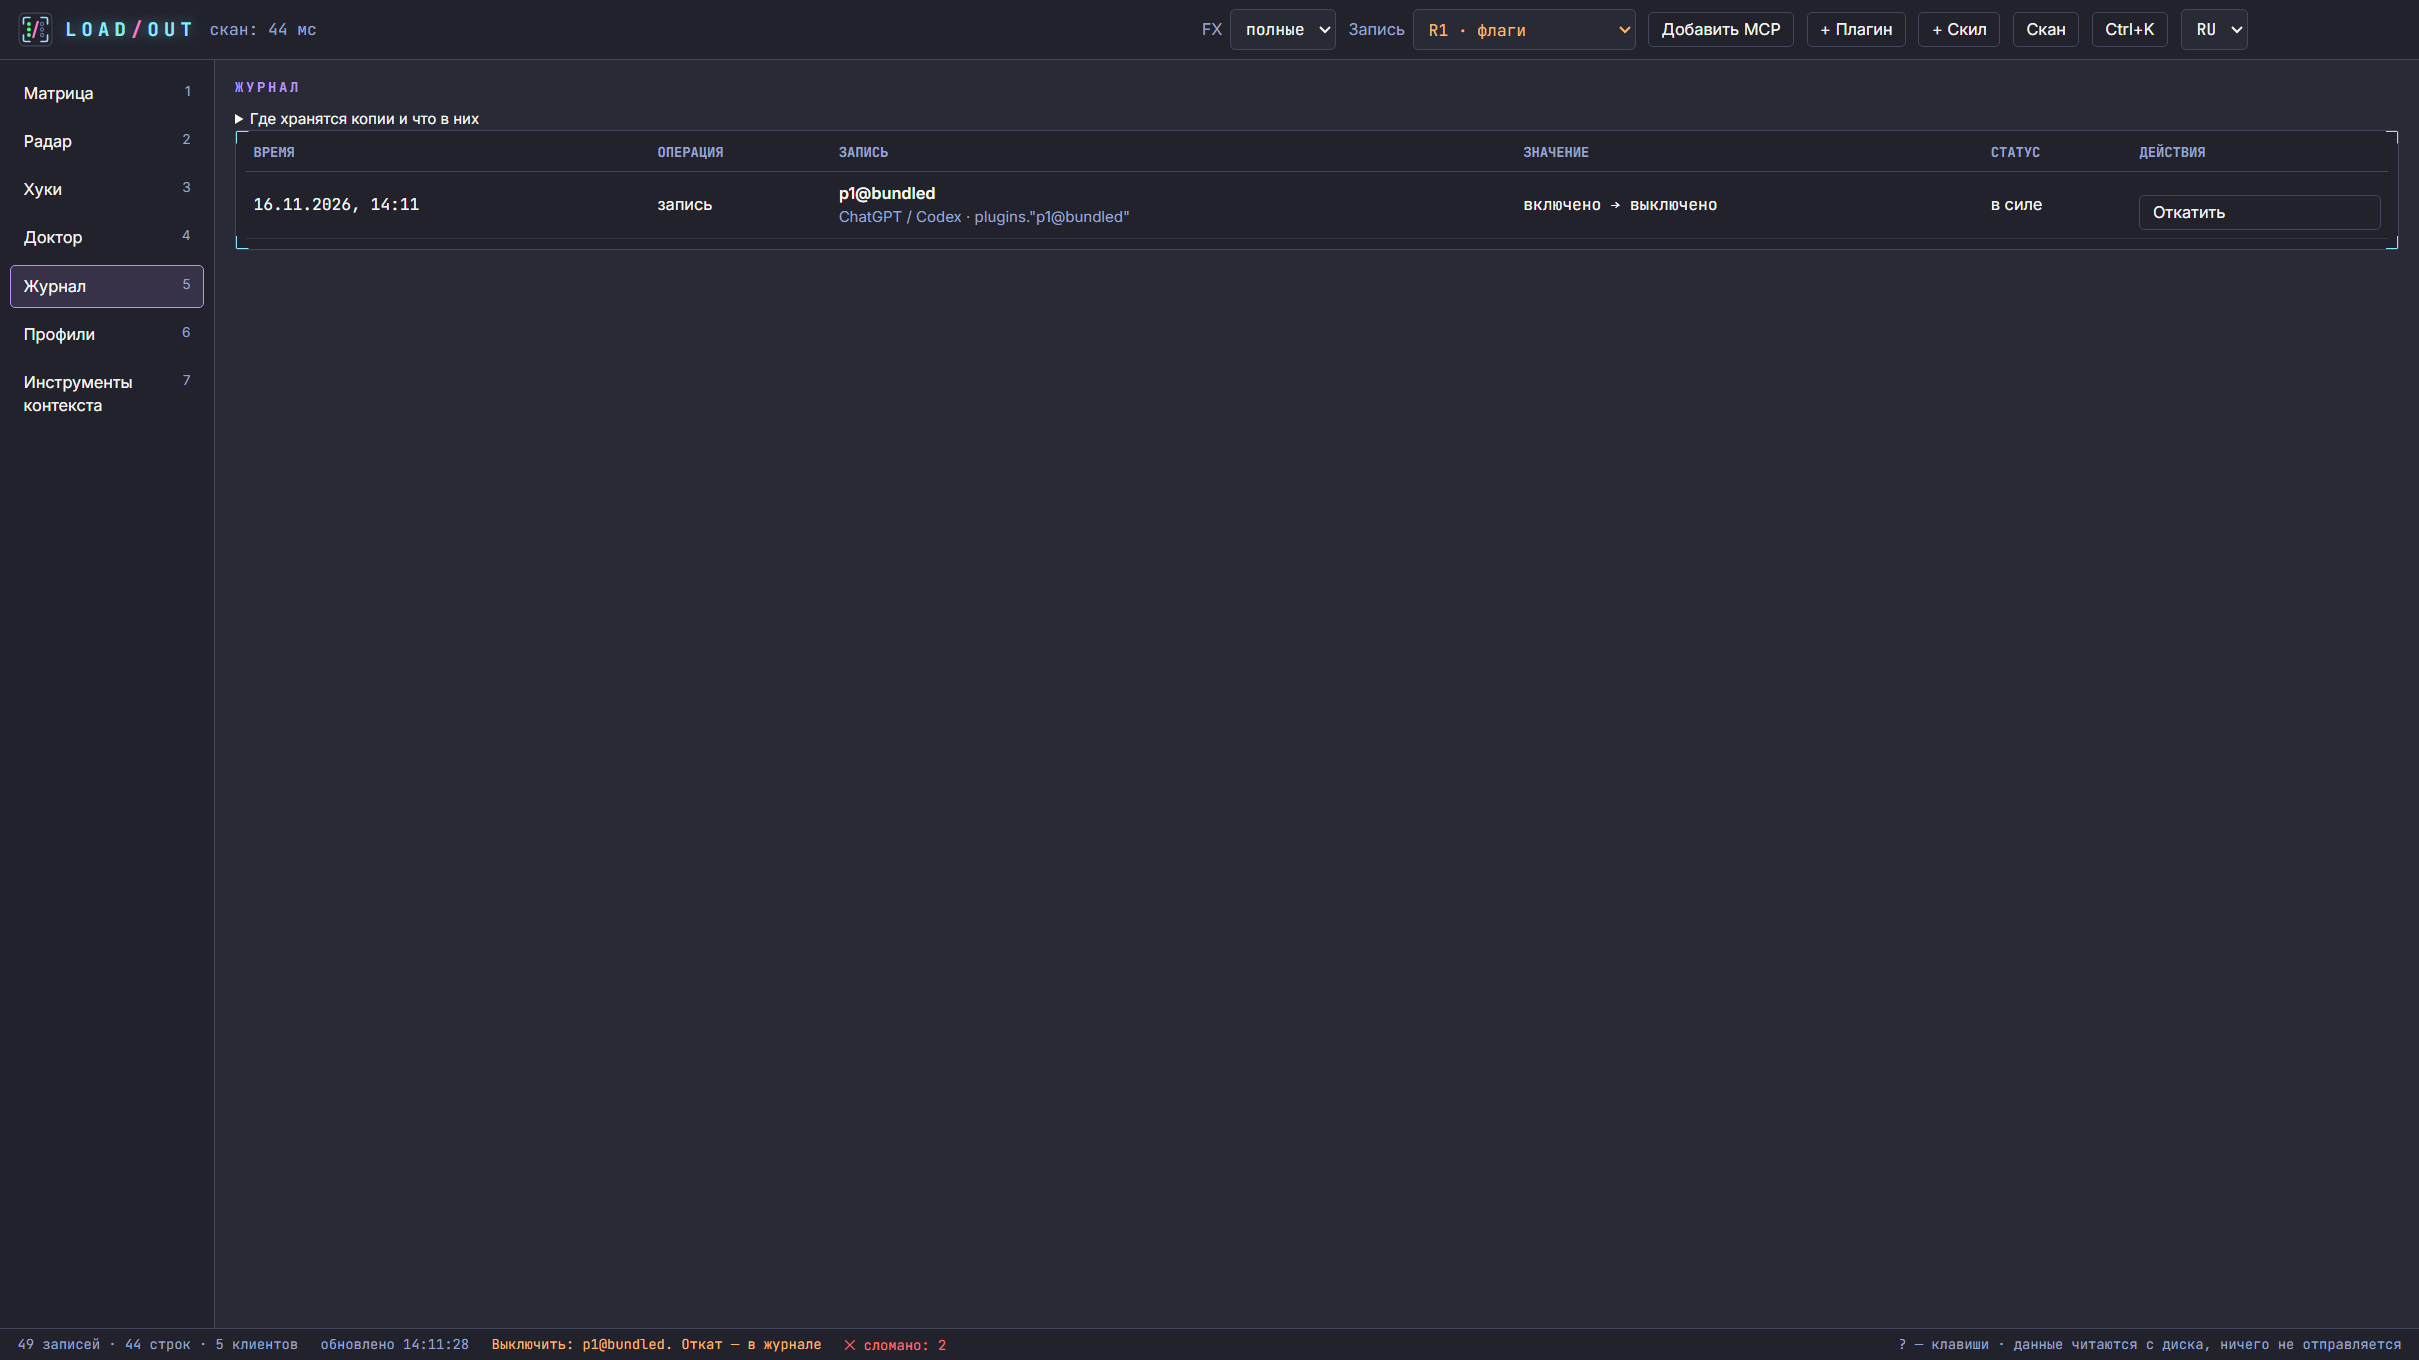 LOAD/OUT скан: 44 мс FX полные Запись R1 · флаги Добавить MCP + Плагин + Скил Скан Ctrl+K RU
Матрица 1
Радар 2
Хуки 3
Доктор 4
Журнал 5
Профили 6
Инструменты 7
контекста
ЖУРНАЛ
Где хранятся копии и что в них
ВРЕМЯ ОПЕРАЦИЯ ЗАПИСЬ ЗНАЧЕНИЕ СТАТУС ДЕЙСТВИЯ
16.11.2026, 14:11 запись p1@bundled включено → выключено в силе Откатить
ChatGPT / Codex · plugins."p1@bundled"
49 записей · 44 строк · 5 клиентов обновлено 14:11:28 Выключить: p1@bundled. Откат — в журнале ✕ сломано: 2 ? — клавиши · данные читаются с диска, ничего не отправляется